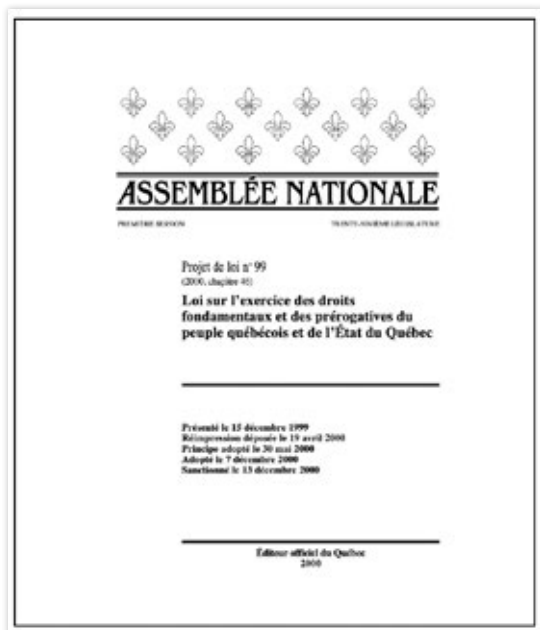 ASSEMBLÉE NATIONALE
PREMIÈRE SESSION TRENTE-SIXIÈME LÉGISLATURE
Projet de loi n° 99
(2000, chapitre 46)
Loi sur l'exercice des droits
fondamentaux et des prérogatives du
peuple québécois et de l'État du Québec
Présenté le 15 décembre 1999
Réimpression déposée le 19 avril 2000
Principe adopté le 30 mai 2000
Adopté le 7 décembre 2000
Sanctionné le 13 décembre 2000
Éditeur officiel du Québec
2000